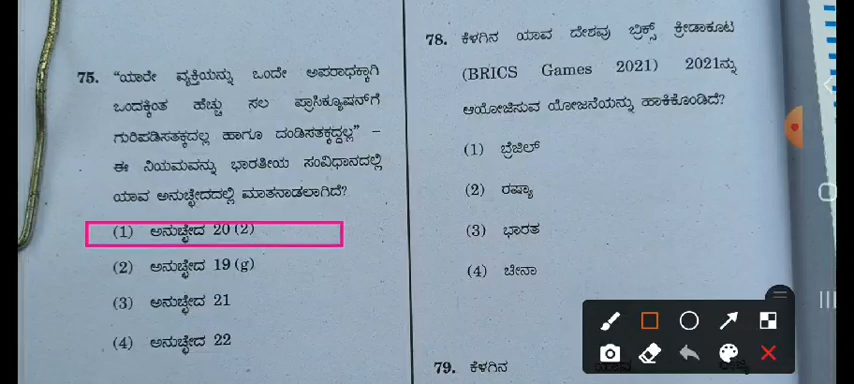 75. "ಯಾರೇ ವ್ಯಕ್ತಿಯನ್ನು ಒಂದೇ ಅಪರಾಧಕ್ಕಾಗಿ
ಒಂದಕ್ಕಿಂತ ಹೆಚ್ಚು ಸಲ ಪ್ರಾಸಿಕ್ಯೂಷನ್‌ಗೆ
ಗುರಿಪಡಿಸತಕ್ಕದಲ್ಲ ಹಾಗೂ ದಂಡಿಸತಕ್ಕದ್ದಲ್ಲ" –
ಈ ನಿಯಮವನ್ನು ಭಾರತೀಯ ಸಂವಿಧಾನದಲ್ಲಿ
ಯಾವ ಅನುಚ್ಛೇದದಲ್ಲಿ ಮಾತನಾಡಲಾಗಿದೆ?
(1) ಅನುಚ್ಛೇದ 20 (2)
(2) ಅನುಚ್ಛೇದ 19 (g)
(3) ಅನುಚ್ಛೇದ 21
(4) ಅನುಚ್ಛೇದ 22
78. ಕೆಳಗಿನ ಯಾವ ದೇಶವು ಬ್ರಿಕ್ಸ್ ಕ್ರೀಡಾಕೂಟ
(BRICS Games 2021) 2021ನ್ನು
ಆಯೋಜಿಸುವ ಯೋಜನೆಯನ್ನು ಹಾಕಿಕೊಂಡಿದೆ?
(1) ಬ್ರೆಜಿಲ್
(2) ರಷ್ಯಾ
(3) ಭಾರತ
(4) ಚೀನಾ
79. ಕೆಳಗಿನ